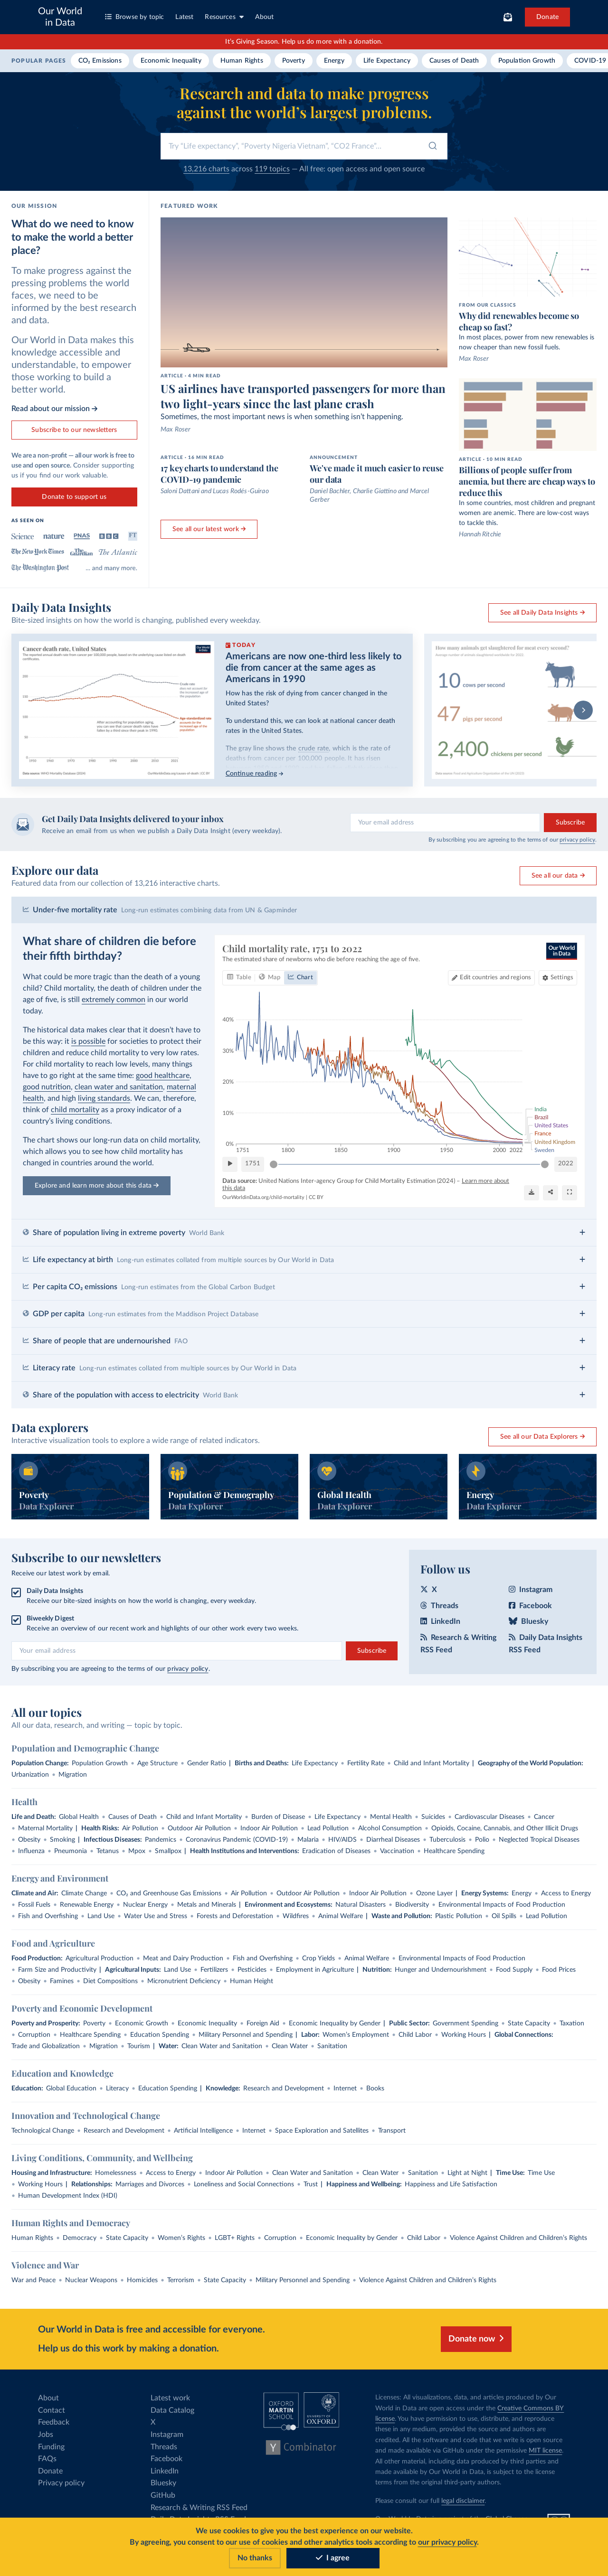 Our World
in Data
Browse by topic
Latest
Resources
About
Donate
It's Giving Season. Help us do more with a donation.
POPULAR PAGES
CO₂ Emissions
Economic Inequality
Human Rights
Poverty
Energy
Life Expectancy
Causes of Death
Population Growth
COVID-19
Research and data to make progress
against the world's largest problems.
Try "Life expectancy", "Poverty Nigeria Vietnam", "CO2 France"...
13,216 charts across 119 topics — All free: open access and open source
OUR MISSION
What do we need to know
to make the world a better
place?
To make progress against the
pressing problems the world
faces, we need to be
informed by the best research
and data.
Our World in Data makes this
knowledge accessible and
understandable, to empower
those working to build a
better world.
Read about our mission →
Subscribe to our newsletters
We are a non-profit — all our work is free to
use and open source. Consider supporting
us if you find our work valuable.
Donate to support us
AS SEEN ON
Science
nature
PNAS
BBC
FT
The New York Times
The Guardian
The Atlantic
The Washington Post
... and many more.
FEATURED WORK
ARTICLE - 4 MIN READ
US airlines have transported passengers for more than
two light-years since the last plane crash
Sometimes, the most important news is when something isn't happening.
Max Roser
ARTICLE - 16 MIN READ
17 key charts to understand the
COVID-19 pandemic
Saloni Dattani and Lucas Rodés-Guirao
ANNOUNCEMENT
We've made it much easier to reuse
our data
Daniel Bachler, Charlie Giattino and Marcel
Gerber
See all our latest work →
FROM OUR CLASSICS
Why did renewables become so
cheap so fast?
In most places, power from new renewables is
now cheaper than new fossil fuels.
Max Roser
ARTICLE - 10 MIN READ
Billions of people suffer from
anemia, but there are cheap ways to
reduce this
In some countries, most children and pregnant
women are anemic. There are low-cost ways
to tackle this.
Hannah Ritchie
Daily Data Insights
Bite-sized insights on how the world is changing, published every weekday.
See all Daily Data Insights →
Cancer death rate, United States
Our World
in Data
TODAY
Americans are now one-third less likely to
die from cancer at the same ages as
Americans in 1990
How has the risk of dying from cancer changed in the
United States?
To understand this, we can look at national cancer death
rates in the United States.
The gray line shows the crude rate, which is the rate of
deaths from cancer per 100,000 people. It has risen
Continue reading →
How many animals get slaughtered for meat every second?
10 cows per second
47 pigs per second
2,400 chickens per second
Get Daily Data Insights delivered to your inbox
Receive an email from us when we publish a Daily Data Insight (every weekday).
Your email address
Subscribe
By subscribing you are agreeing to the terms of our privacy policy.
Explore our data
Featured data from our collection of 13,216 interactive charts.
See all our data →
Under-five mortality rate Long-run estimates combining data from UN & Gapminder
What share of children die before
their fifth birthday?
What could be more tragic than the death of a young
child? Child mortality, the death of children under the
age of five, is still extremely common in our world
today.
The historical data makes clear that it doesn't have to
be this way: it is possible for societies to protect their
children and reduce child mortality to very low rates.
For child mortality to reach low levels, many things
have to go right at the same time: good healthcare,
good nutrition, clean water and sanitation, maternal
health, and high living standards. We can, therefore,
think of child mortality as a proxy indicator of a
country's living conditions.
The chart shows our long-run data on child mortality,
which allows you to see how child mortality has
changed in countries around the world.
Explore and learn more about this data →
Child mortality rate, 1751 to 2022
The estimated share of newborns who die before reaching the age of five.
Our World
in Data
Table
Map
Chart
Edit countries and regions
Settings
40%
30%
20%
10%
0%
1751
1800
1850
1900
1950
2000
2022
India
Brazil
United States
France
United Kingdom
Sweden
1751
2022
Data source: United Nations Inter-agency Group for Child Mortality Estimation (2024) – Learn more about
this data
OurWorldinData.org/child-mortality | CC BY
Share of population living in extreme poverty World Bank
Life expectancy at birth Long-run estimates collated from multiple sources by Our World in Data
Per capita CO₂ emissions Long-run estimates from the Global Carbon Budget
GDP per capita Long-run estimates from the Maddison Project Database
Share of people that are undernourished FAO
Literacy rate Long-run estimates collated from multiple sources by Our World in Data
Share of the population with access to electricity World Bank
Data explorers
Interactive visualization tools to explore a wide range of related indicators.
See all our Data Explorers →
Poverty
Data Explorer
Population & Demography
Data Explorer
Global Health
Data Explorer
Energy
Data Explorer
Subscribe to our newsletters
Receive our latest work by email.
Daily Data Insights
Receive our bite-sized insights on how the world is changing, every weekday.
Biweekly Digest
Receive an overview of our recent work and highlights of our other work every two weeks.
Your email address
Subscribe
By subscribing you are agreeing to the terms of our privacy policy.
Follow us
X
Instagram
Threads
Facebook
LinkedIn
Bluesky
Research & Writing
RSS Feed
Daily Data Insights
RSS Feed
All our topics
All our data, research, and writing — topic by topic.
Population and Demographic Change
Population Change: Population Growth • Age Structure • Gender Ratio | Births and Deaths: Life Expectancy • Fertility Rate • Child and Infant Mortality | Geography of the World Population:
Urbanization • Migration
Health
Life and Death: Global Health • Causes of Death • Child and Infant Mortality • Burden of Disease • Life Expectancy • Mental Health • Suicides • Cardiovascular Diseases • Cancer
• Maternal Mortality | Health Risks: Air Pollution • Outdoor Air Pollution • Indoor Air Pollution • Lead Pollution • Alcohol Consumption • Opioids, Cocaine, Cannabis, and Other Illicit Drugs
• Obesity • Smoking | Infectious Diseases: Pandemics • Coronavirus Pandemic (COVID-19) • Malaria • HIV/AIDS • Diarrheal Diseases • Tuberculosis • Polio • Neglected Tropical Diseases
• Influenza • Pneumonia • Tetanus • Mpox • Smallpox | Health Institutions and Interventions: Eradication of Diseases • Vaccination • Healthcare Spending
Energy and Environment
Climate and Air: Climate Change • CO₂ and Greenhouse Gas Emissions • Air Pollution • Outdoor Air Pollution • Indoor Air Pollution • Ozone Layer | Energy Systems: Energy • Access to Energy
• Fossil Fuels • Renewable Energy • Nuclear Energy • Metals and Minerals | Environment and Ecosystems: Natural Disasters • Biodiversity • Environmental Impacts of Food Production
• Fish and Overfishing • Land Use • Water Use and Stress • Forests and Deforestation • Wildfires • Animal Welfare | Waste and Pollution: Plastic Pollution • Oil Spills • Lead Pollution
Food and Agriculture
Food Production: Agricultural Production • Meat and Dairy Production • Fish and Overfishing • Crop Yields • Animal Welfare • Environmental Impacts of Food Production
• Farm Size and Productivity | Agricultural Inputs: Land Use • Fertilizers • Pesticides • Employment in Agriculture | Nutrition: Hunger and Undernourishment • Food Supply • Food Prices
• Obesity • Famines • Diet Compositions • Micronutrient Deficiency • Human Height
Poverty and Economic Development
Poverty and Prosperity: Poverty • Economic Growth • Economic Inequality • Foreign Aid • Economic Inequality by Gender | Public Sector: Government Spending • State Capacity • Taxation
• Corruption • Healthcare Spending • Education Spending • Military Personnel and Spending | Labor: Women's Employment • Child Labor • Working Hours | Global Connections:
Trade and Globalization • Migration • Tourism | Water: Clean Water and Sanitation • Clean Water • Sanitation
Education and Knowledge
Education: Global Education • Literacy • Education Spending | Knowledge: Research and Development • Internet • Books
Innovation and Technological Change
Technological Change • Research and Development • Artificial Intelligence • Internet • Space Exploration and Satellites • Transport
Living Conditions, Community, and Wellbeing
Housing and Infrastructure: Homelessness • Access to Energy • Indoor Air Pollution • Clean Water and Sanitation • Clean Water • Sanitation • Light at Night | Time Use: Time Use
• Working Hours | Relationships: Marriages and Divorces • Loneliness and Social Connections • Trust | Happiness and Wellbeing: Happiness and Life Satisfaction
• Human Development Index (HDI)
Human Rights and Democracy
Human Rights • Democracy • State Capacity • Women's Rights • LGBT+ Rights • Corruption • Economic Inequality by Gender • Child Labor • Violence Against Children and Children's Rights
Violence and War
War and Peace • Nuclear Weapons • Homicides • Terrorism • State Capacity • Military Personnel and Spending • Violence Against Children and Children's Rights
Our World in Data is free and accessible for everyone.
Help us do this work by making a donation.
Donate now
About
Contact
Feedback
Jobs
Funding
FAQs
Donate
Privacy policy
Latest work
Data Catalog
X
Instagram
Threads
Facebook
LinkedIn
Bluesky
GitHub
Research & Writing RSS Feed
OXFORD
MARTIN
SCHOOL
UNIVERSITY OF
OXFORD
Y Combinator
Licenses: All visualizations, data, and articles produced by Our
World in Data are open access under the Creative Commons BY
license. You have permission to use, distribute, and reproduce
these in any medium, provided the source and authors are
credited. All the software and code that we write is open source
and made available via GitHub under the permissive MIT license.
All other material, including data produced by third parties and
made available by Our World in Data, is subject to the license
terms from the original third-party authors.
Please consult our full legal disclaimer.
We use cookies to give you the best experience on our website.
By agreeing, you consent to our use of cookies and other analytics tools according to our privacy policy.
No thanks
I agree